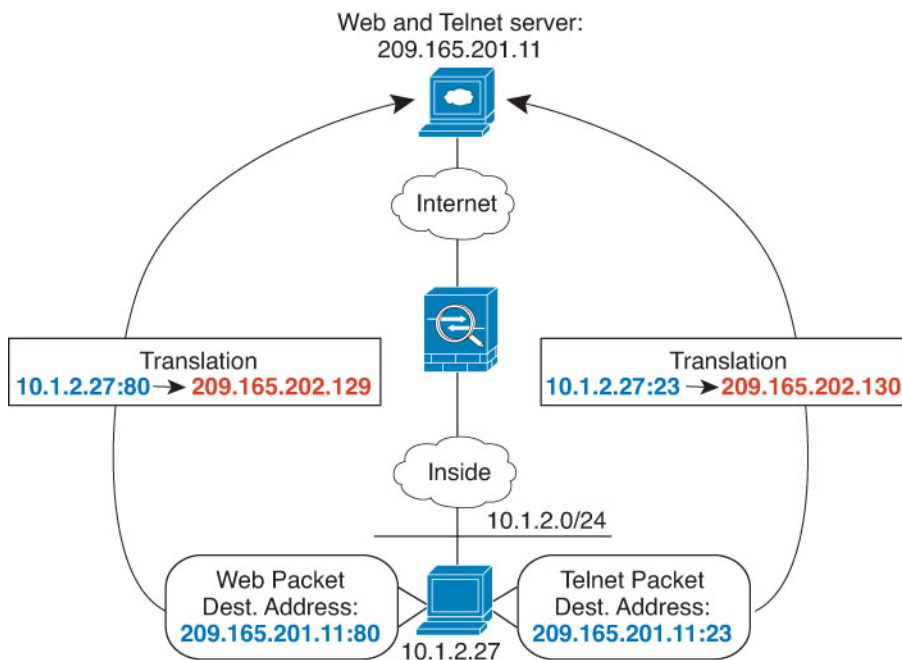 Web and Telnet server:
209.165.201.11
Internet
Translation
10.1.2.27:80 → 209.165.202.129
Translation
10.1.2.27:23 → 209.165.202.130
Inside
10.1.2.0/24
Web Packet
Dest. Address:
209.165.201.11:80
Telnet Packet
Dest. Address:
209.165.201.11:23
10.1.2.27